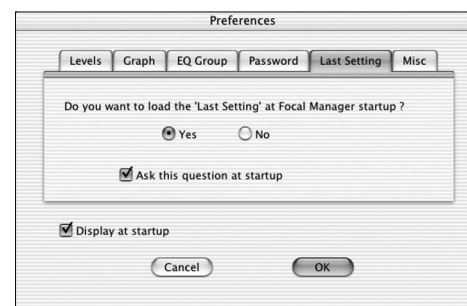 Preferences
Levels Graph EQ Group Password Last Setting Misc
Do you want to load the 'Last Setting' at Focal Manager startup ?
Yes No
Ask this question at startup
Display at startup
Cancel OK